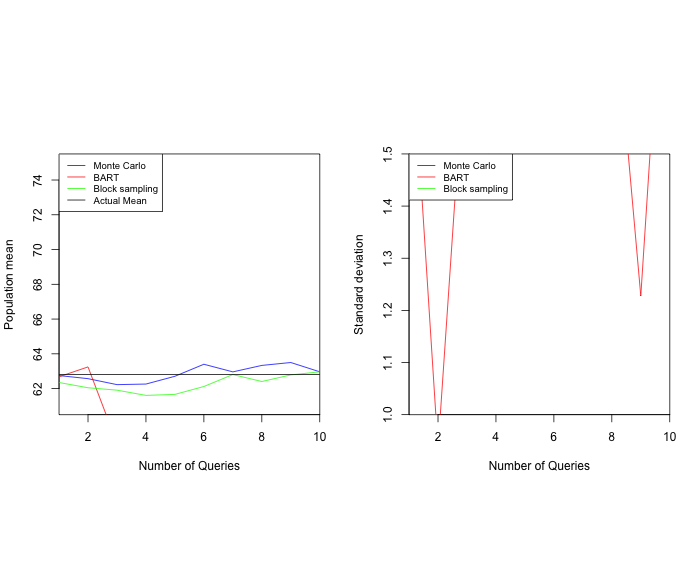 Population mean
74
72
70
68
66
64
62
Monte Carlo
BART
Block sampling
Actual Mean
2 4 6 8 10
Number of Queries
Standard deviation
1.5
1.4
1.3
1.2
1.1
1.0
Monte Carlo
BART
Block sampling
2 4 6 8 10
Number of Queries